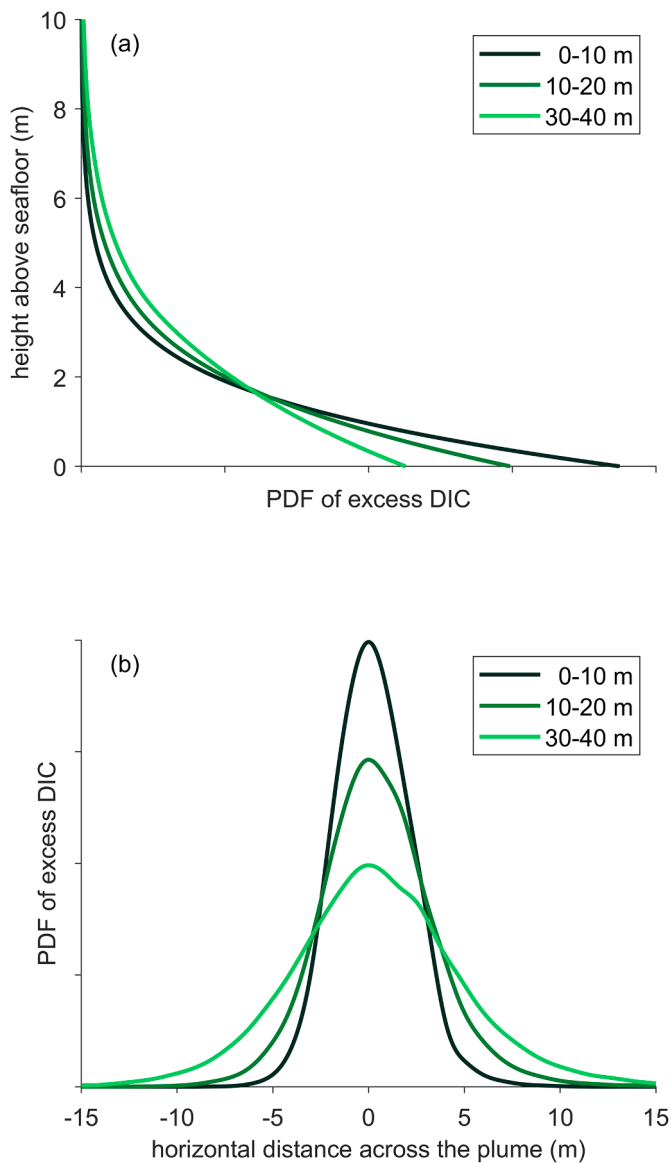 (a)
0-10 m
10-20 m
30-40 m
10
8
6
4
2
0
height above seafloor (m)
PDF of excess DIC
(b)
0-10 m
10-20 m
30-40 m
PDF of excess DIC
-15 -10 -5 0 5 10 15
horizontal distance across the plume (m)